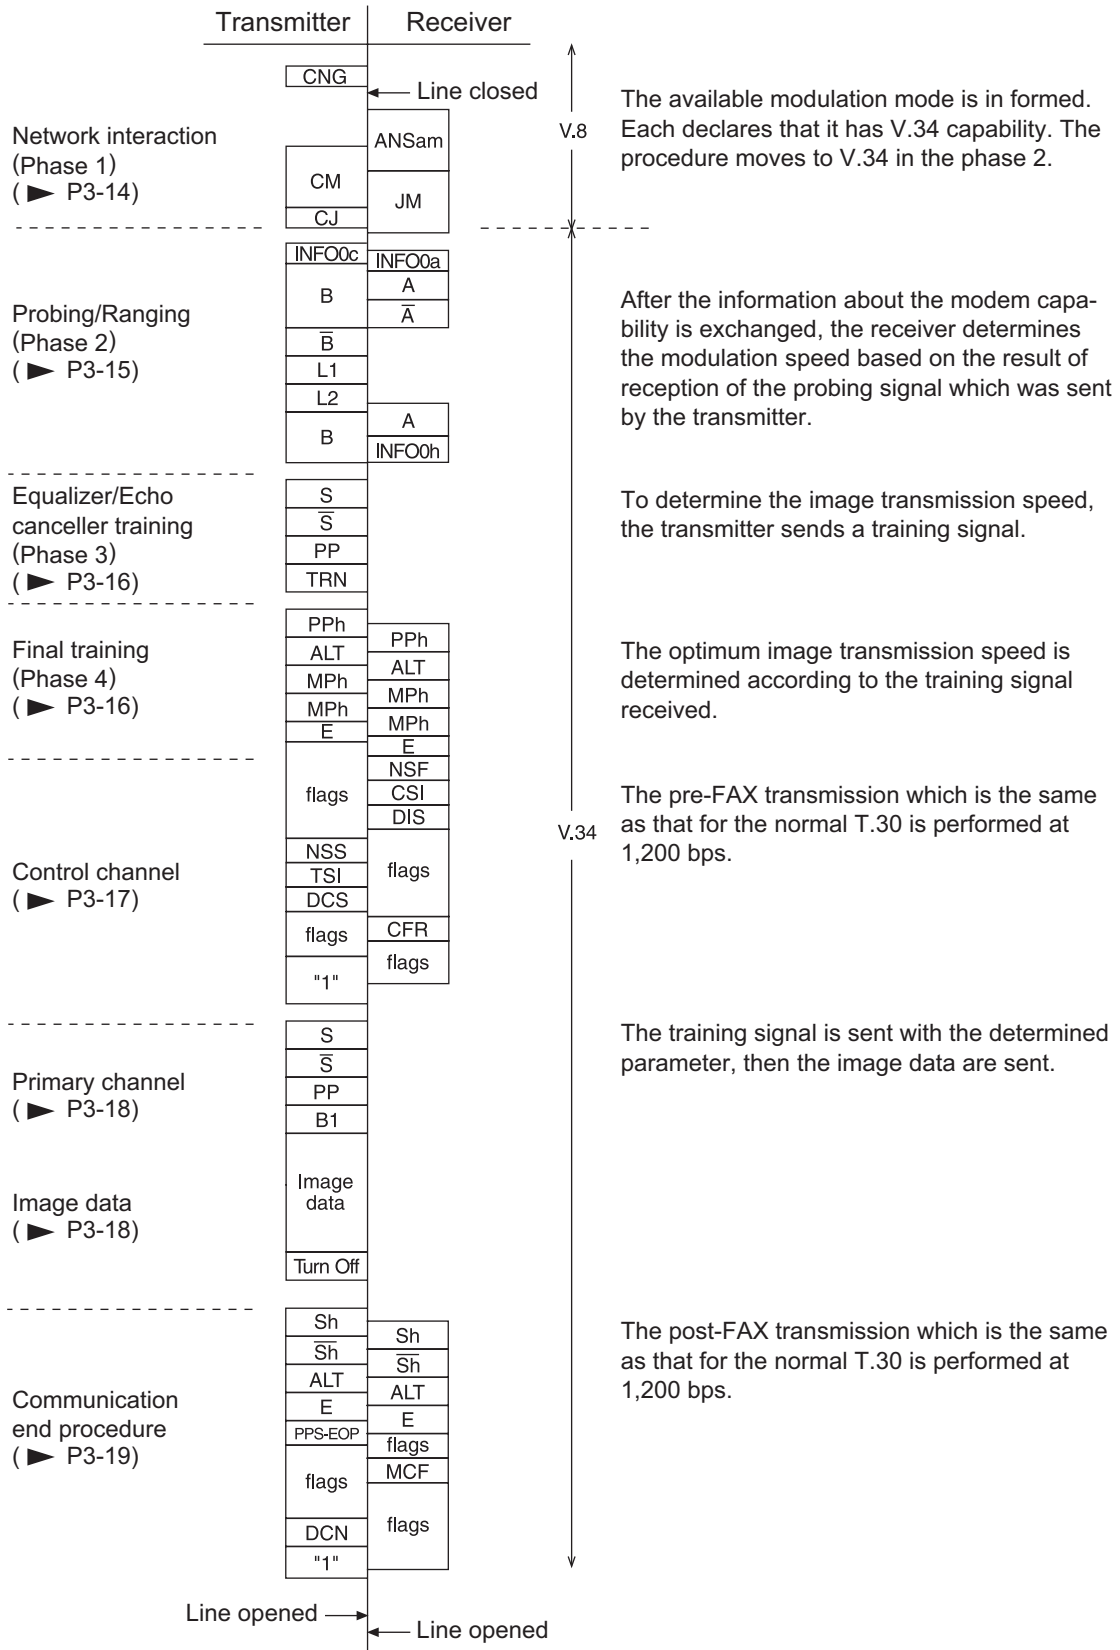 Transmitter
Receiver
CNG
Line closed
ANSam
CM
JM
CJ
V.8
Network interaction
(Phase 1)
( ► P3-14)
The available modulation mode is in formed.
Each declares that it has V.34 capability. The
procedure moves to V.34 in the phase 2.
INFO0c
INFO0a
B
A
A̅
B̅
L1
L2
B
A
INFO0h
Probing/Ranging
(Phase 2)
( ► P3-15)
After the information about the modem capa-
bility is exchanged, the receiver determines
the modulation speed based on the result of
reception of the probing signal which was sent
by the transmitter.
Equalizer/Echo
canceller training
(Phase 3)
( ► P3-16)
S
S̅
PP
TRN
To determine the image transmission speed,
the transmitter sends a training signal.
Final training
(Phase 4)
( ► P3-16)
PPh
ALT
MPh
MPh
E
PPh
ALT
MPh
MPh
E
The optimum image transmission speed is
determined according to the training signal
received.
V.34
Control channel
( ► P3-17)
flags
NSS
TSI
DCS
flags
"1"
NSF
CSI
DIS
flags
CFR
flags
The pre-FAX transmission which is the same
as that for the normal T.30 is performed at
1,200 bps.
Primary channel
( ► P3-18)
S
S̅
PP
B1
The training signal is sent with the determined
parameter, then the image data are sent.
Image data
( ► P3-18)
Image
data
Turn Off
Communication
end procedure
( ► P3-19)
Sh
S̅h̅
ALT
E
PPS-EOP
flags
DCN
"1"
Sh
S̅h̅
ALT
E
flags
MCF
flags
The post-FAX transmission which is the same
as that for the normal T.30 is performed at
1,200 bps.
Line opened
Line opened